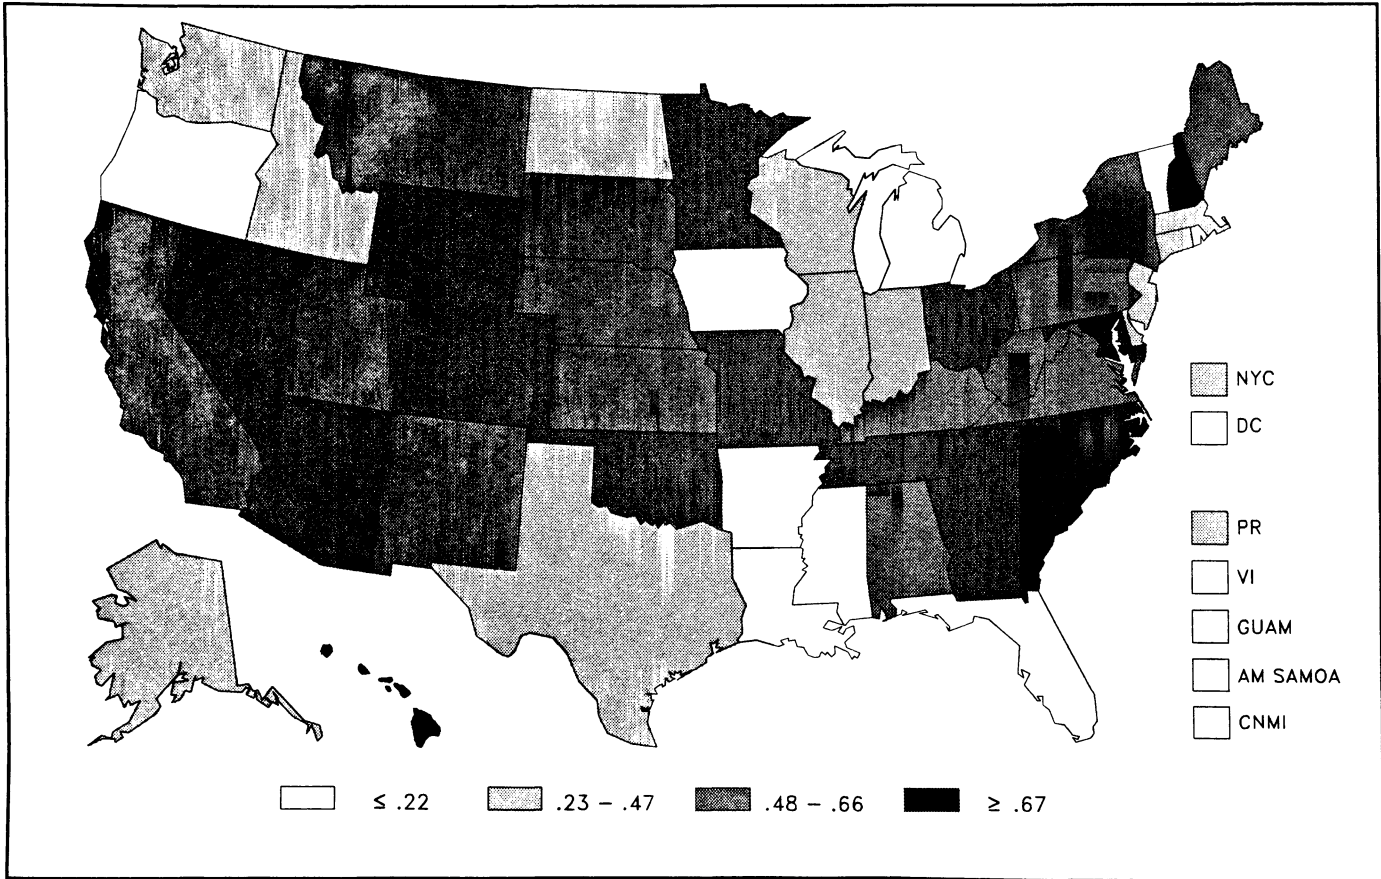 NYC
DC
PR
VI
GUAM
AM SAMOA
CNMI
≤ .22 .23 – .47 .48 – .66 ≥ .67